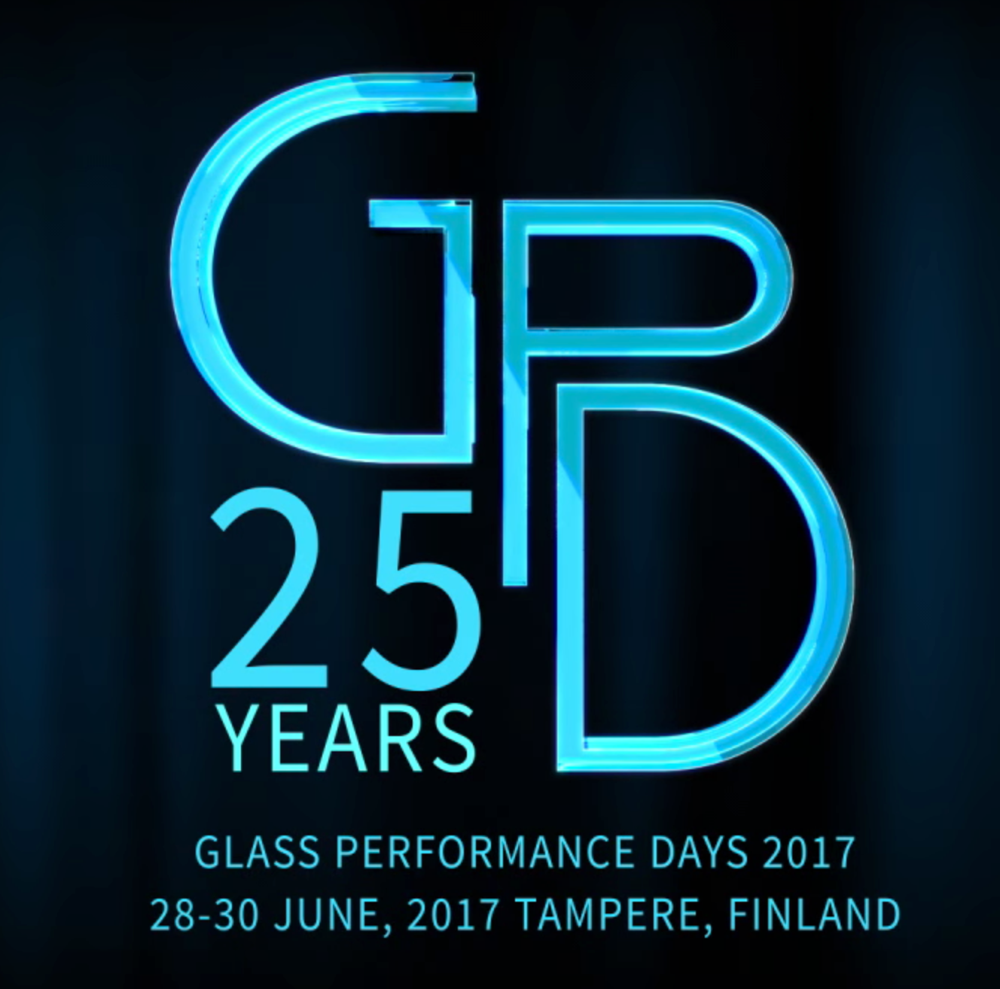 GPD
25
YEARS
GLASS PERFORMANCE DAYS 2017
28-30 JUNE, 2017 TAMPERE, FINLAND